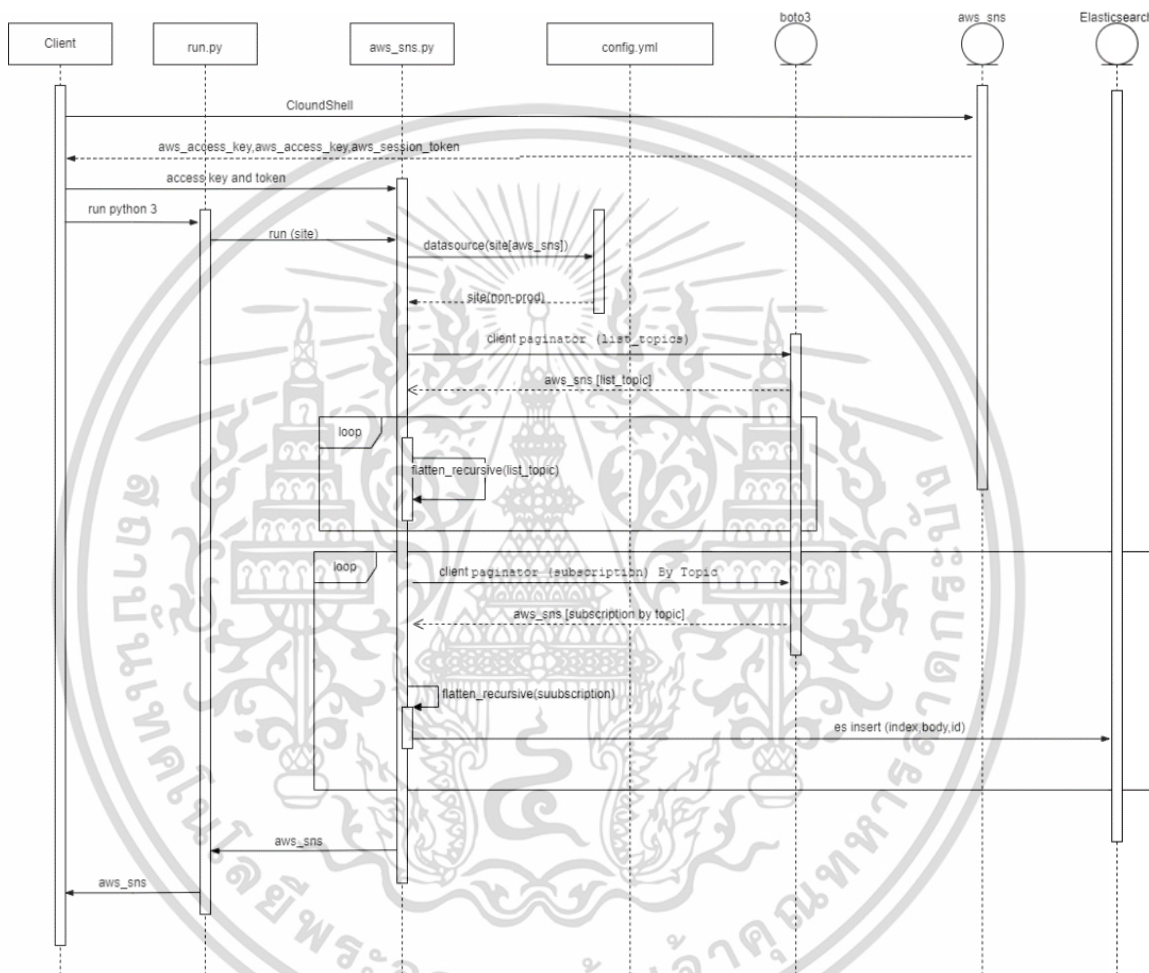 boto3
aws_sns
Elasticsearch
Client
run.py
aws_sns.py
config.yml
CloundShell
aws_access_key,aws_access_key,aws_session_token
access key and token
run python 3
run (site)
datasource(site[aws_sns])
site(non-prod)
client paginator (list_topics)
aws_sns [list_topic]
loop
flatten_recursive(list_topic)
loop
client paginator (subscription) By Topic
aws_sns [subscription by topic]
flatten_recursive(suubscription)
es insert (index,body,id)
aws_sns
aws_sns